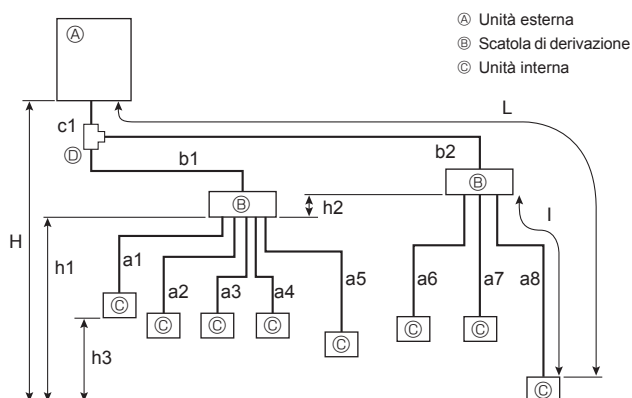 Ⓐ
Ⓐ Unità esterna
Ⓑ Scatola di derivazione
Ⓒ Unità interna
L
c1
Ⓓ
b1
b2
Ⓑ
Ⓑ
h2
I
H
h1
a1
a2
a3
a4
a5
a6
a7
a8
Ⓒ
Ⓒ
Ⓒ
Ⓒ
Ⓒ
Ⓒ
Ⓒ
h3
Ⓒ